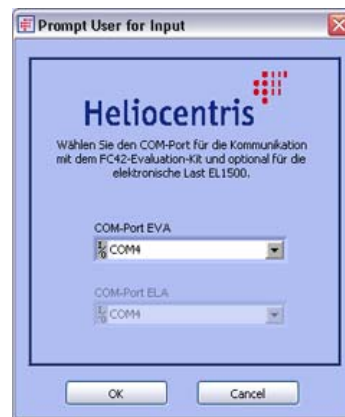 Prompt User for Input
Heliocentris
Wählen Sie den COM-Port für die Kommunikation
mit dem FC42-Evaluation-Kit und optional für die
elektronische Last EL1500.
COM-Port EVA
COM4
COM-Port ELA
COM4
OK
Cancel